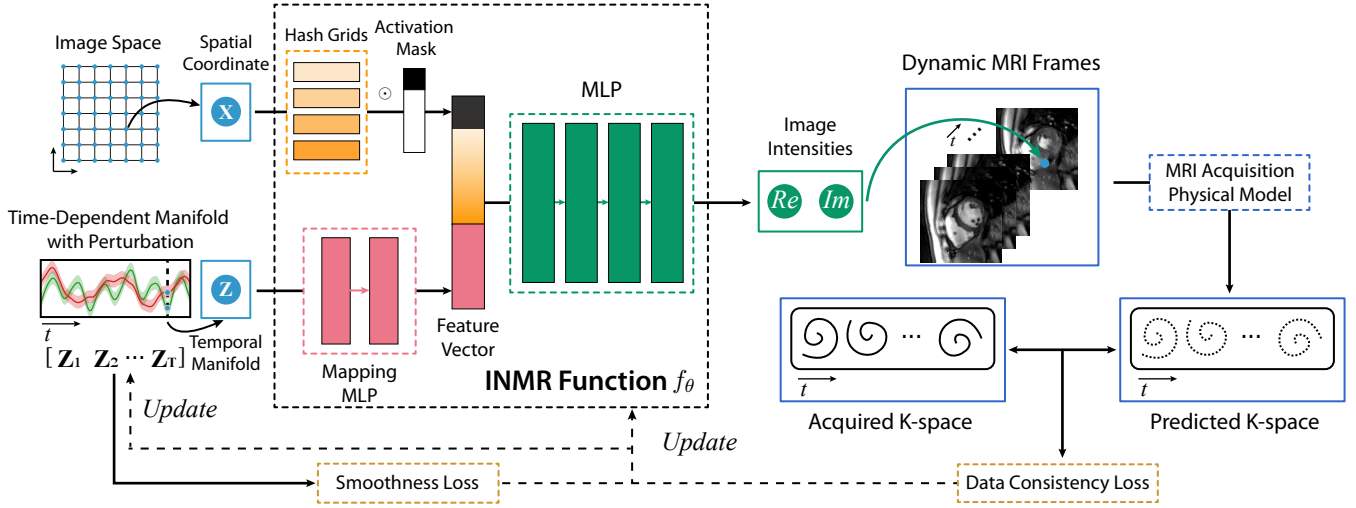 Image Space
Spatial
Coordinate
X
Hash Grids
Activation
Mask
⊙
MLP
Image
Intensities
Re Im
Dynamic MRI Frames
t
MRI Acquisition
Physical Model
Time-Dependent Manifold
with Perturbation
Z
t
Temporal
Manifold
[ Z1 Z2 ··· ZT ]
Mapping
MLP
Feature
Vector
INMR Function fθ
···
t
Acquired K-space
···
t
Predicted K-space
Update
Update
Smoothness Loss
Data Consistency Loss